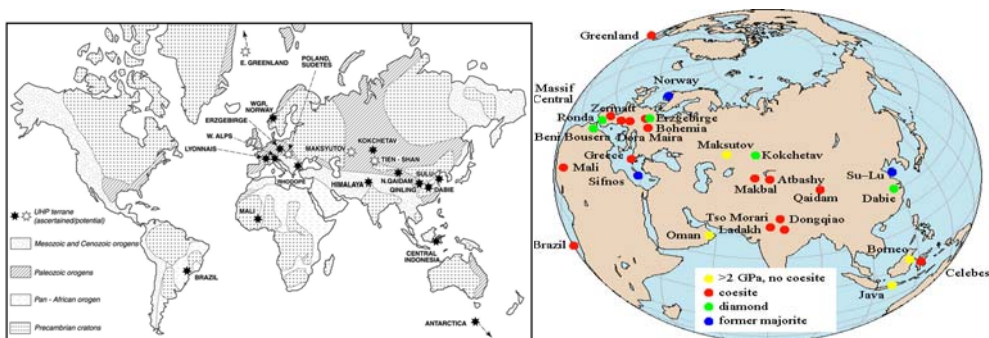 E. GREENLAND
POLAND,
SUDETES
WGR,
NORWAY
ERZGEBIRGE
W. ALPS
LYONNAIS
KOKCHETAV
MAKSYUTOV
TIEN - SHAN
SULU
N.QAIDAM
RHODOPE
HIMALAYA
QINLING
DABIE
MALI
CENTRAL
INDONESIA
BRAZIL
ANTARCTICA
UHP terrane
(ascertained/potential)
Mesozoic and Cenozoic orogens
Paleozoic orogens
Pan - African orogen
Precambrian cratons
Greenland
Norway
Massif
Central
Zermatt
Ronda
Erzgebirge
Beni Bousera
Bohemia
Dora Maira
Maksutov
Kokchetav
Greece
Mali
Sifnos
Su-Lu
Makbal
Atbashy
Qaidam
Dabie
Tso Morari
Dongqiao
Oman
Ladakh
Brazil
Borneo
Celebes
Java
>2 GPa, no coesite
coesite
diamond
former majorite